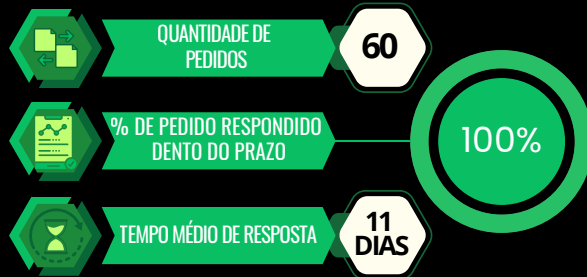 QUANTIDADE DE
PEDIDOS
60
% DE PEDIDO RESPONDIDO
DENTO DO PRAZO
100%
TEMPO MÉDIO DE RESPOSTA
11
DIAS